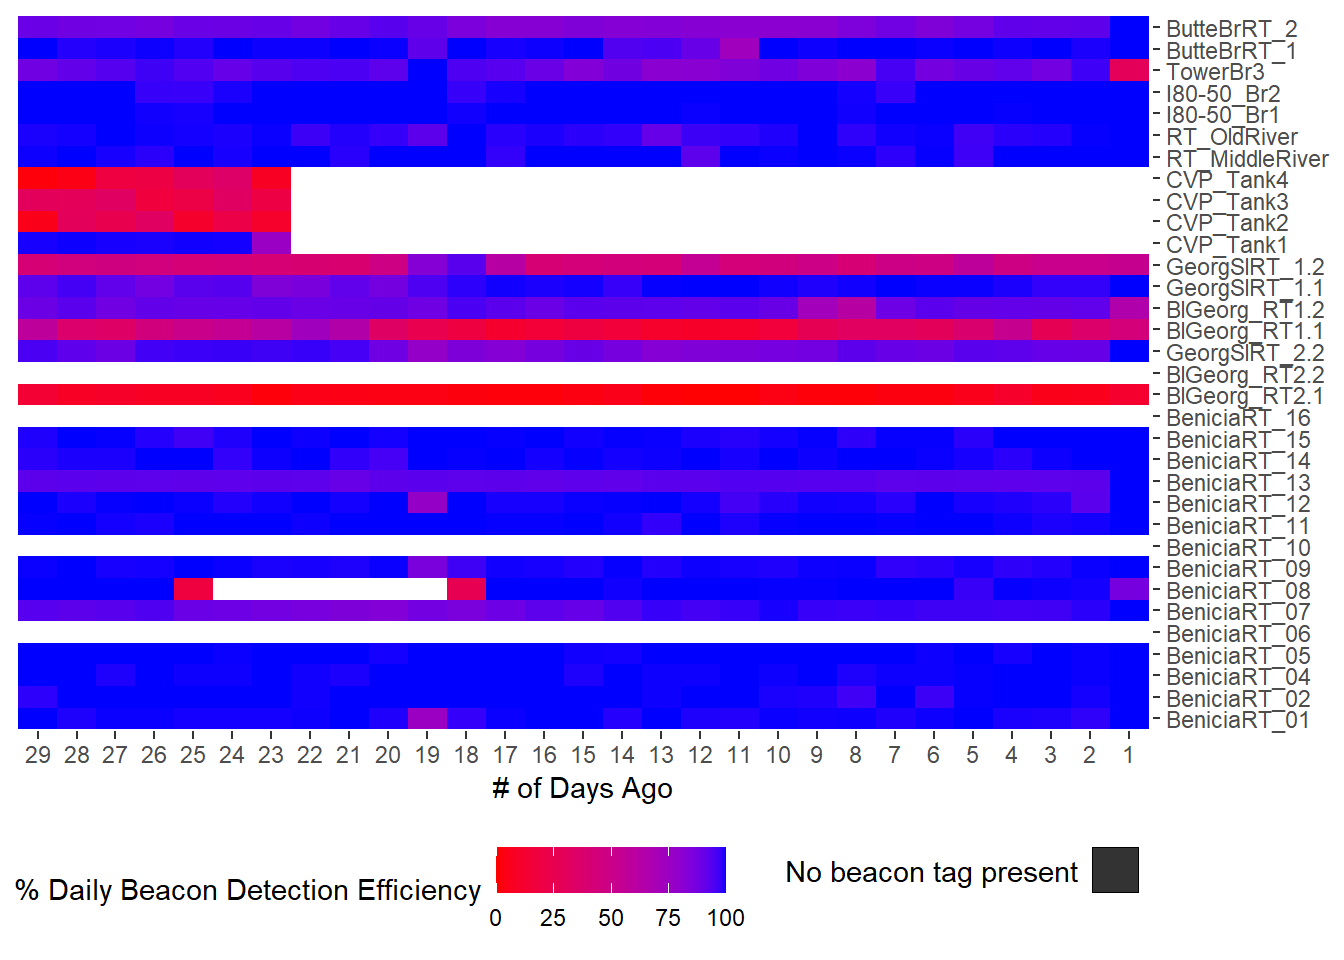 ButteBrRT_2
ButteBrRT_1
TowerBr3
I80-50_Br2
I80-50_Br1
RT_OldRiver
RT_MiddleRiver
CVP_Tank4
CVP_Tank3
CVP_Tank2
CVP_Tank1
GeorgSlRT_1.2
GeorgSlRT_1.1
BlGeorg_RT1.2
BlGeorg_RT1.1
GeorgSlRT_2.2
BlGeorg_RT2.2
BlGeorg_RT2.1
BeniciaRT_16
BeniciaRT_15
BeniciaRT_14
BeniciaRT_13
BeniciaRT_12
BeniciaRT_11
BeniciaRT_10
BeniciaRT_09
BeniciaRT_08
BeniciaRT_07
BeniciaRT_06
BeniciaRT_05
BeniciaRT_04
BeniciaRT_02
BeniciaRT_01
29 28 27 26 25 24 23 22 21 20 19 18 17 16 15 14 13 12 11 10 9 8 7 6 5 4 3 2 1
# of Days Ago
% Daily Beacon Detection Efficiency
0 25 50 75 100
No beacon tag present